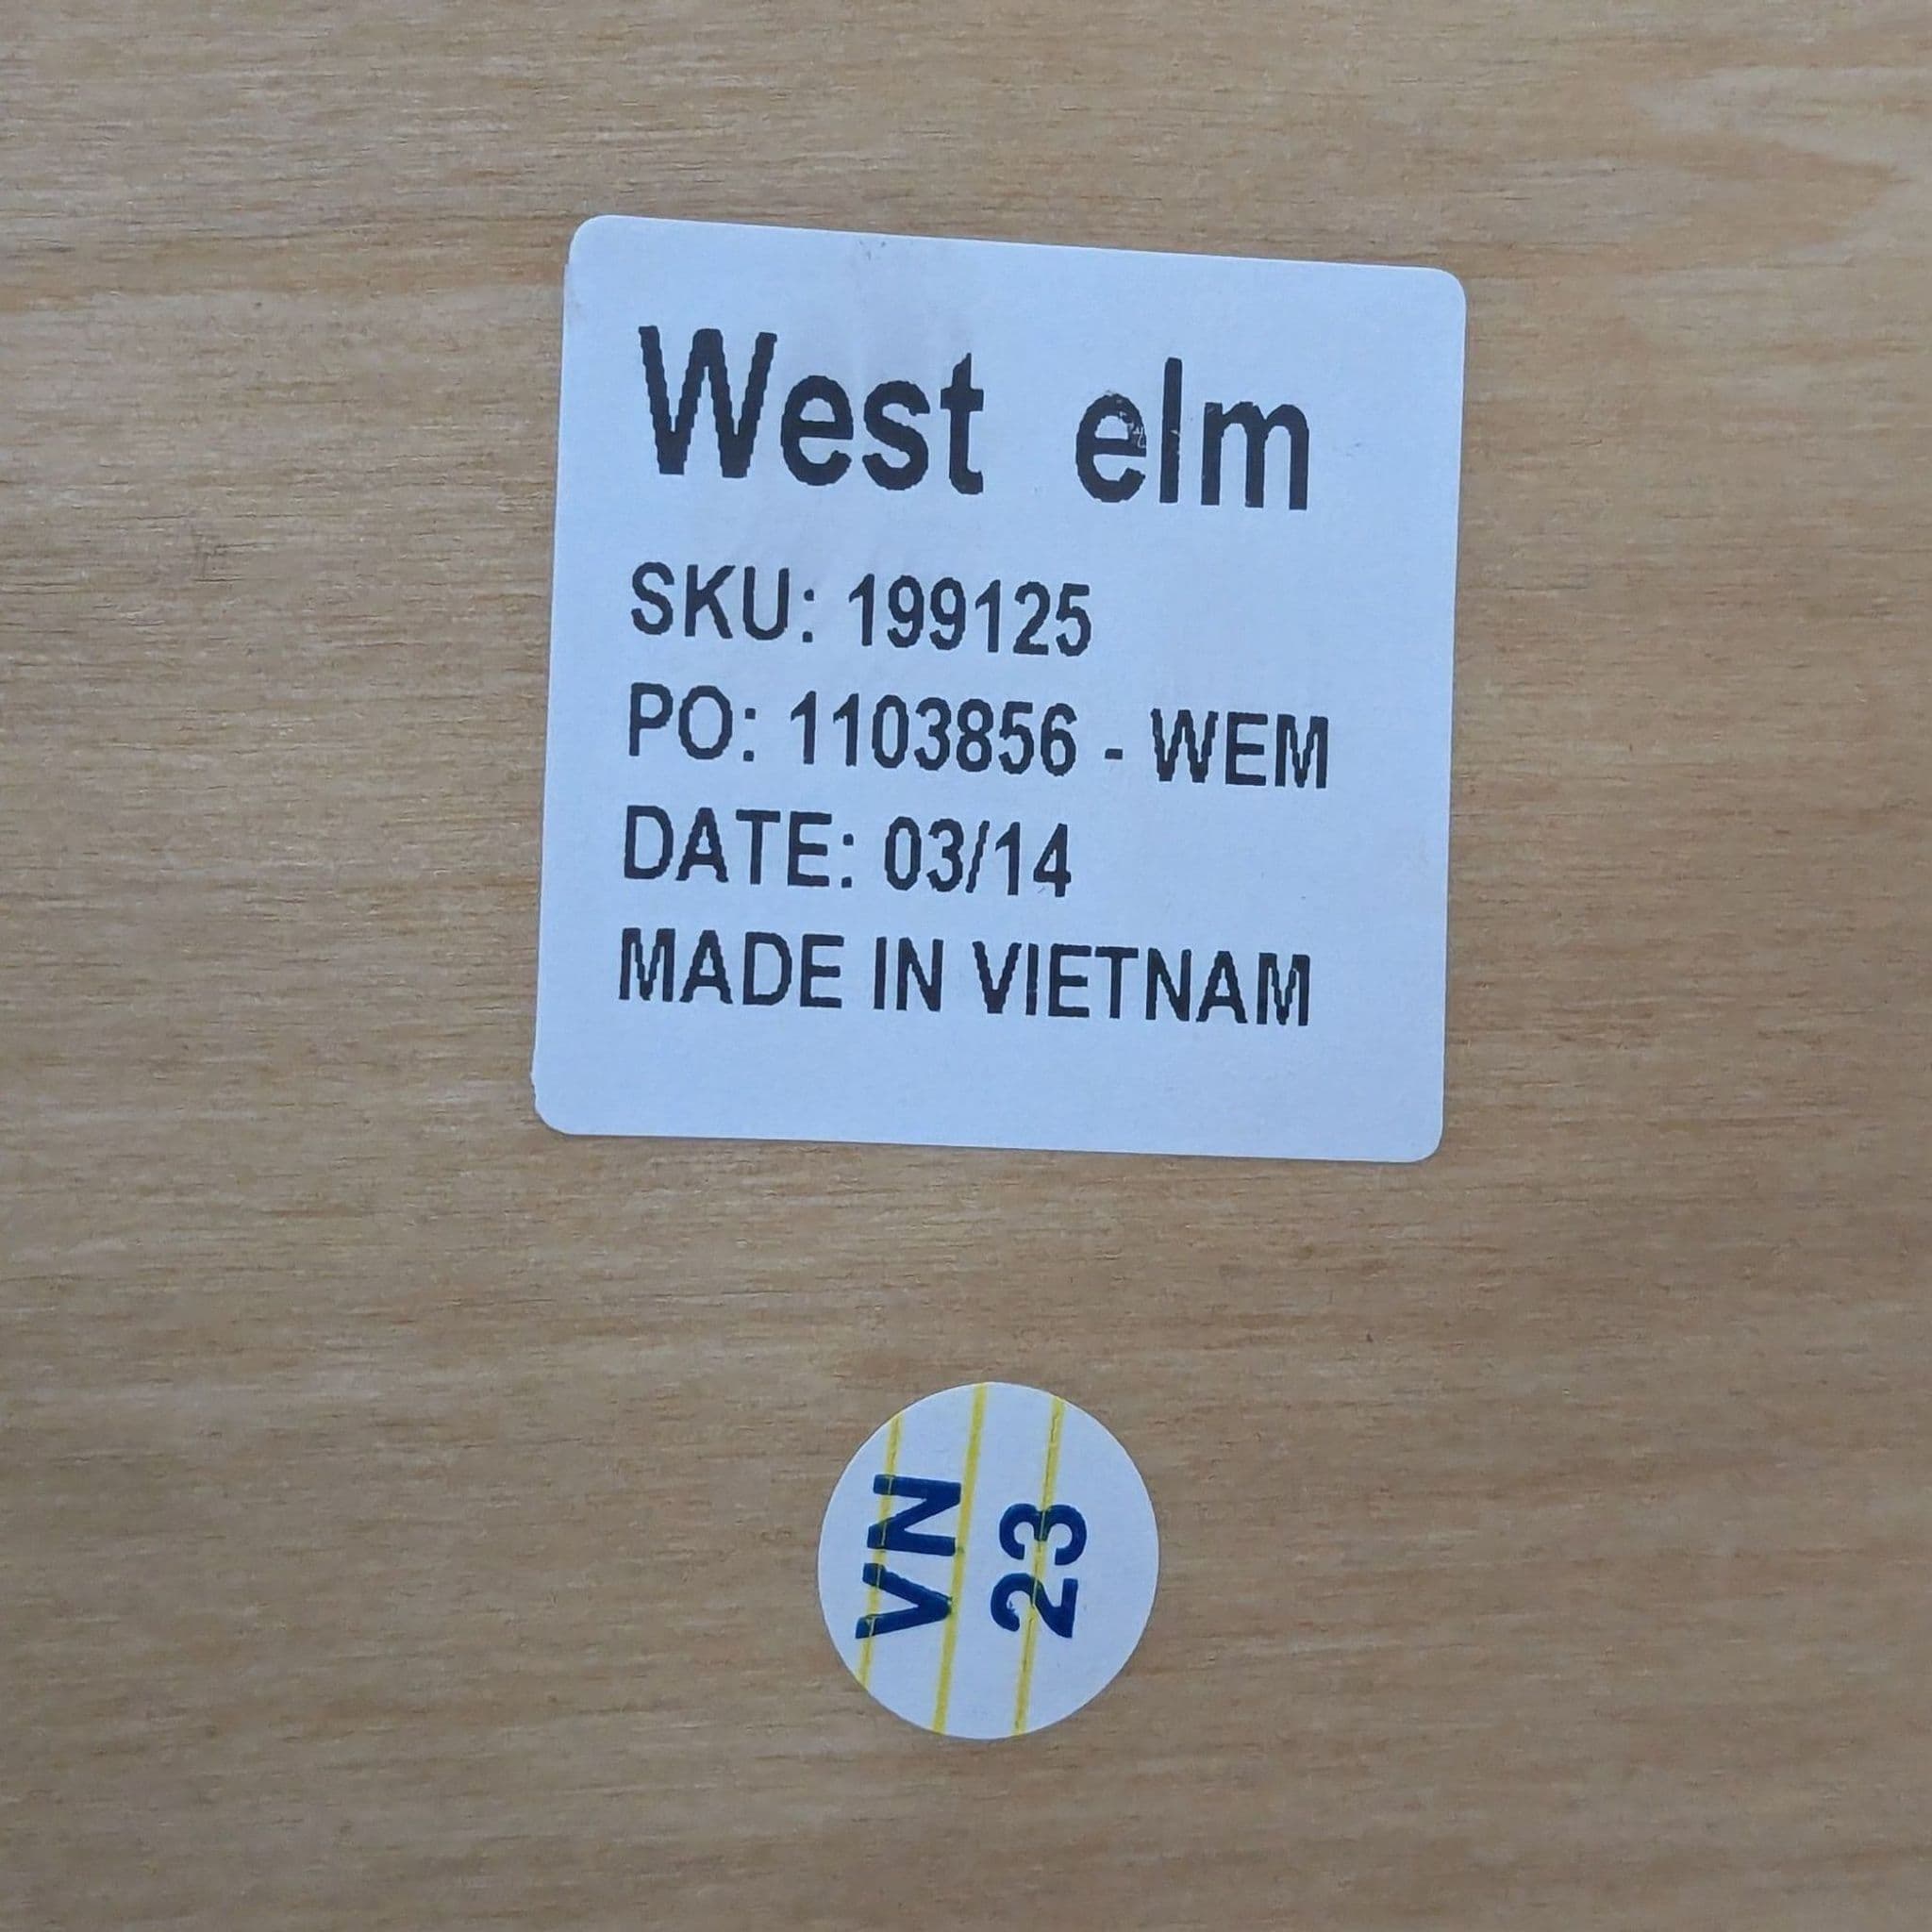 West elm
SKU: 199125
PO: 1103856 - WEM
DATE: 03/14
MADE IN VIETNAM
VN
23